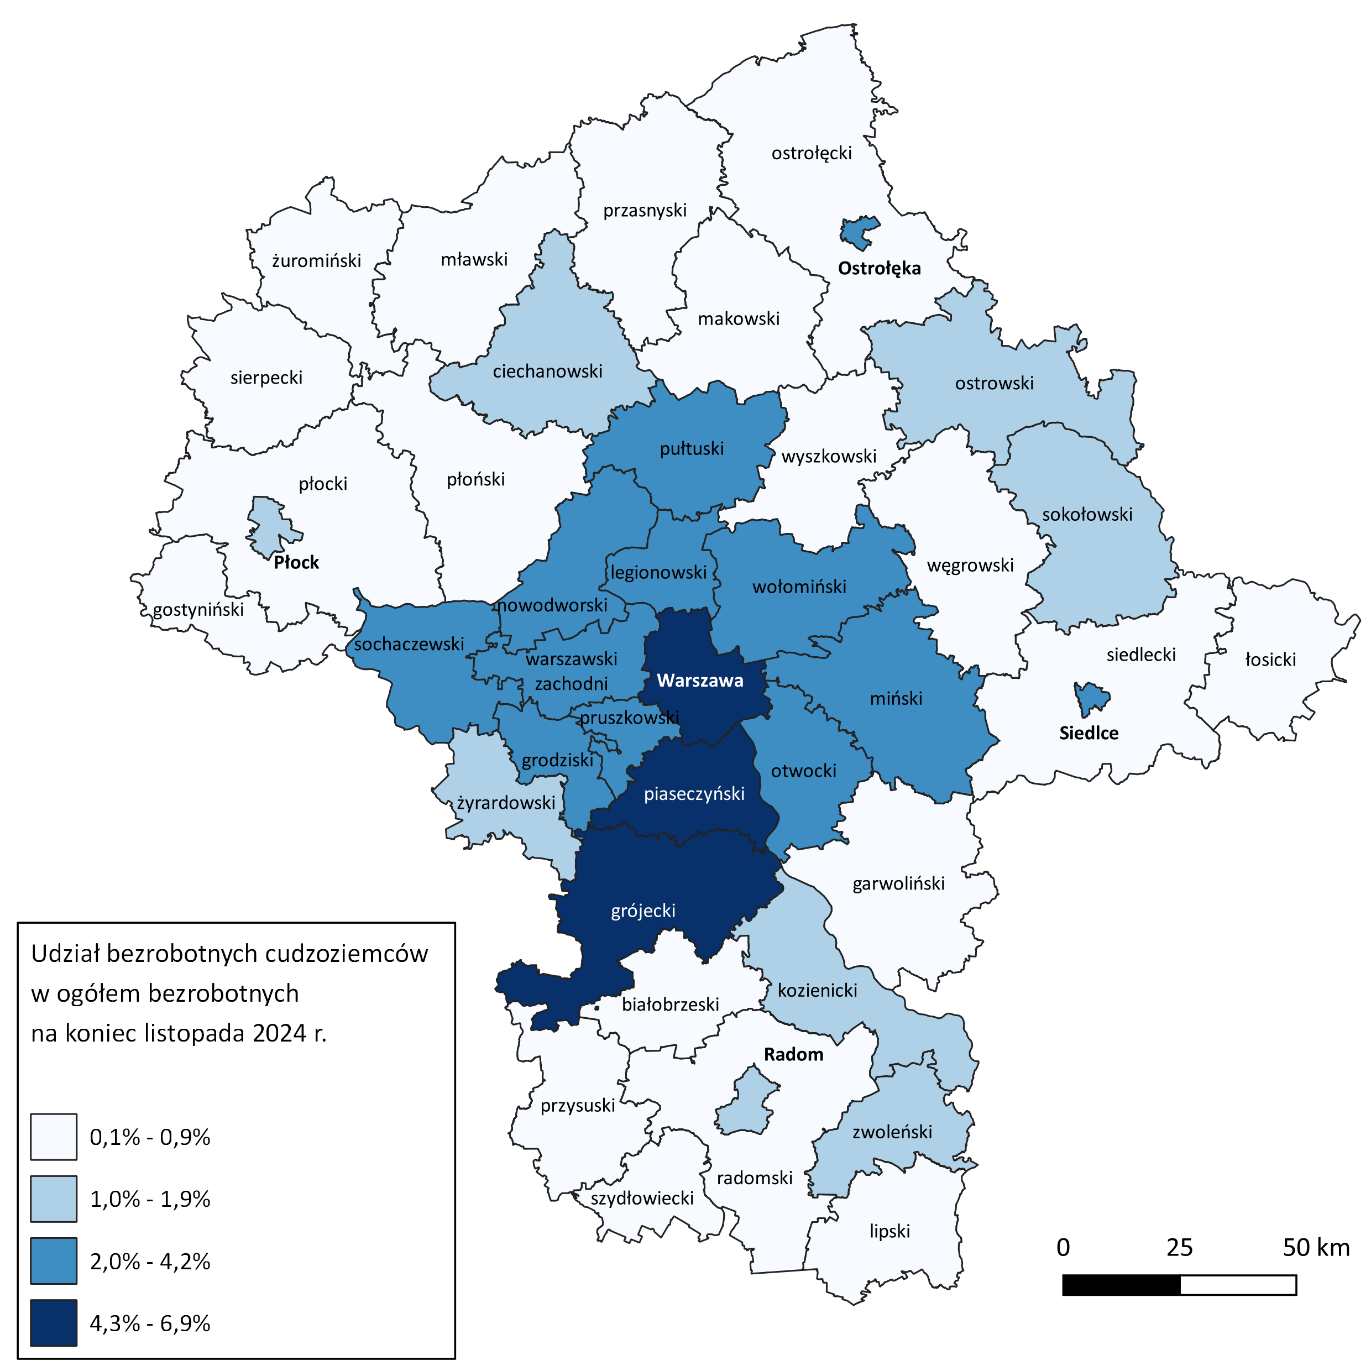 ostrołęcki
przasnyski
żuromiński
mławski
Ostrołęka
makowski
ciechanowski
sierpecki
ostrowski
pułtuski
wyszkowski
płocki
płoński
sokołowski
Płock
legionowski
węgrowski
wołomiński
gostyniński
nowodworski
sochaczewski
warszawski
zachodni
siedlecki
łosicki
Warszawa
miński
pruszkowski
Siedlce
grodziski
otwocki
piaseczyński
żyrardowski
garwoliński
grójecki
kozienicki
białobrzeski
Radom
przysuski
zwoleński
radomski
szydłowiecki
lipski
Udział bezrobotnych cudzoziemców
w ogółem bezrobotnych
na koniec listopada 2024 r.
0,1% - 0,9%
1,0% - 1,9%
2,0% - 4,2%
4,3% - 6,9%
0 25 50 km